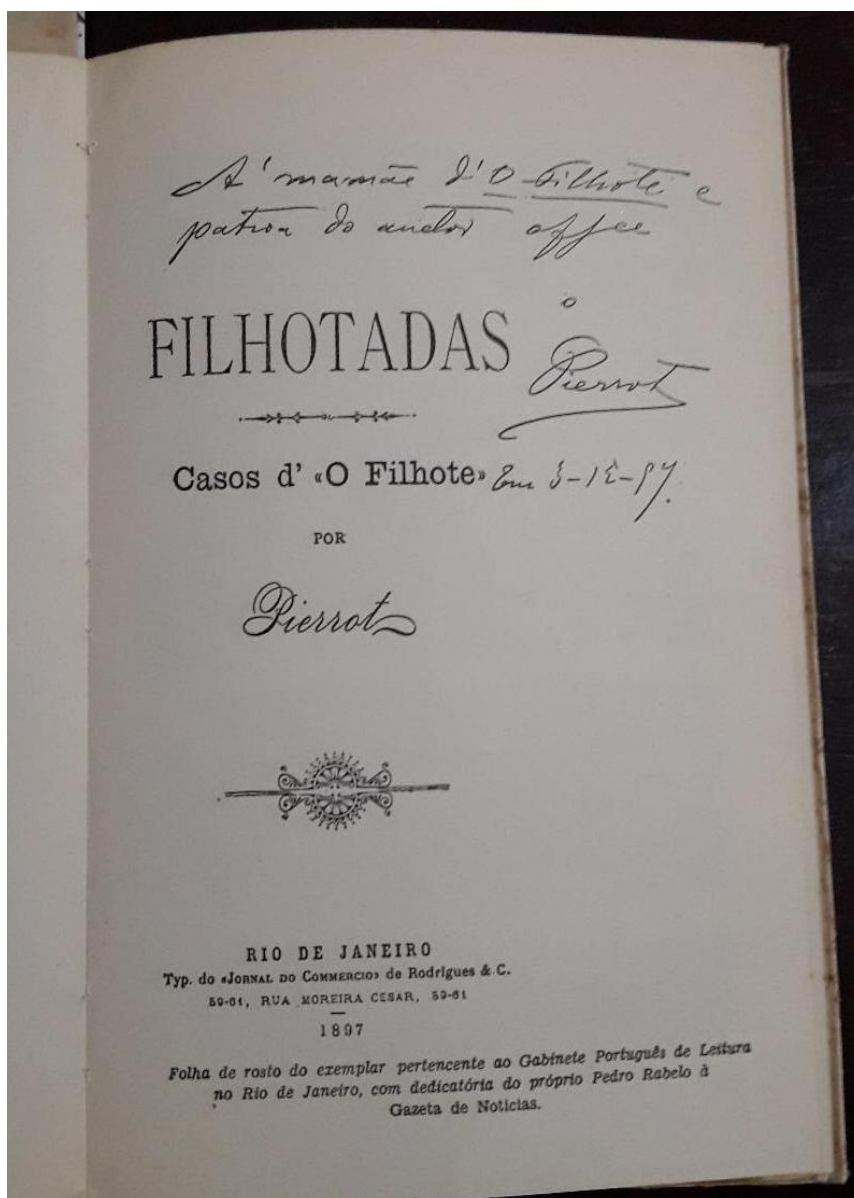 A' mamãe d'O Filhote e
patroa do auctor offce
o
FILHOTADAS
Pierrot
Casos d' «O Filhote»
Em 3-12-97.
POR
Pierrot
RIO DE JANEIRO
Typ. do «JORNAL DO COMMERCIO» de Rodrigues & C.
59-61, RUA MOREIRA CESAR, 59-61
1897
Folha de rosto do exemplar pertencente ao Gabinete Português de Leitura
no Rio de Janeiro, com dedicatória do próprio Pedro Rabelo à
Gazeta de Noticias.